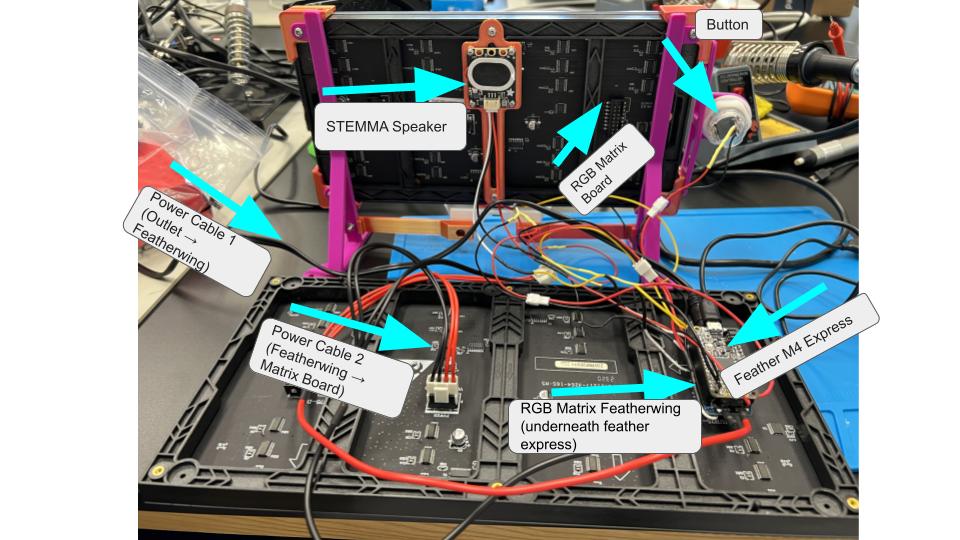 Button
STEMMA Speaker
RGB Matrix
Board
Power Cable 1
(Outlet →
Featherwing)
Power Cable 2
(Featherwing →
Matrix Board)
Feather M4 Express
RGB Matrix Featherwing
(underneath feather
express)